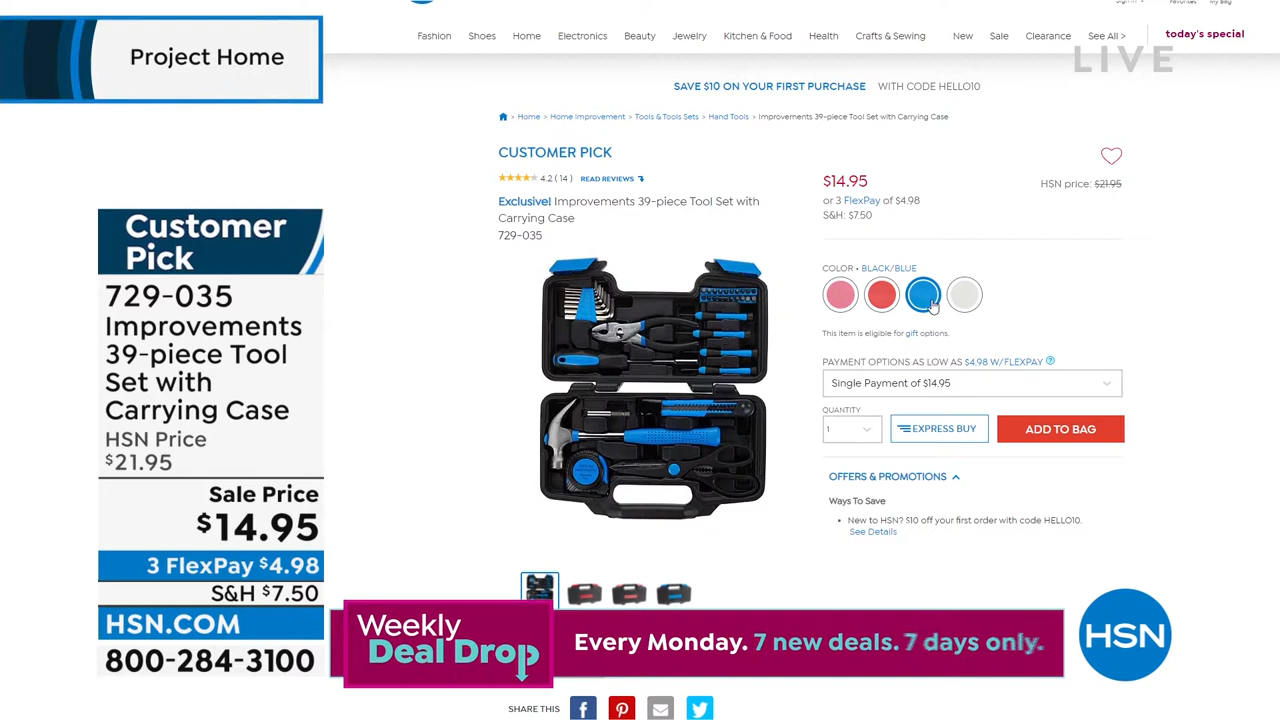 Project Home
Fashion Shoes Home Electronics Beauty Jewelry Kitchen & Food Health Crafts & Sewing New Sale Clearance See All >
today's special
LIVE
SAVE $10 ON YOUR FIRST PURCHASE WITH CODE HELLO10
> Home > Home Improvement > Tools & Tools Sets > Hand Tools > Improvements 39-piece Tool Set with Carrying Case
CUSTOMER PICK
4.2 ( 14 ) READ REVIEWS
Exclusive! Improvements 39-piece Tool Set with
Carrying Case
729-035
$14.95
HSN price: $21.95
or 3 FlexPay of $4.98
S&H: $7.50
COLOR • BLACK/BLUE
This item is eligible for gift options.
PAYMENT OPTIONS AS LOW AS $4.98 W/FLEXPAY ?
Single Payment of $14.95
QUANTITY
1
EXPRESS BUY
ADD TO BAG
OFFERS & PROMOTIONS
Ways To Save
• New to HSN? $10 off your first order with code HELLO10.
See Details
Customer
Pick
729-035
Improvements
39-piece Tool
Set with
Carrying Case
HSN Price
$21.95
Sale Price
$14.95
3 FlexPay $4.98
S&H $7.50
HSN.COM
800-284-3100
Weekly
Deal Drop
Every Monday. 7 new deals. 7 days only.
HSN
SHARE THIS